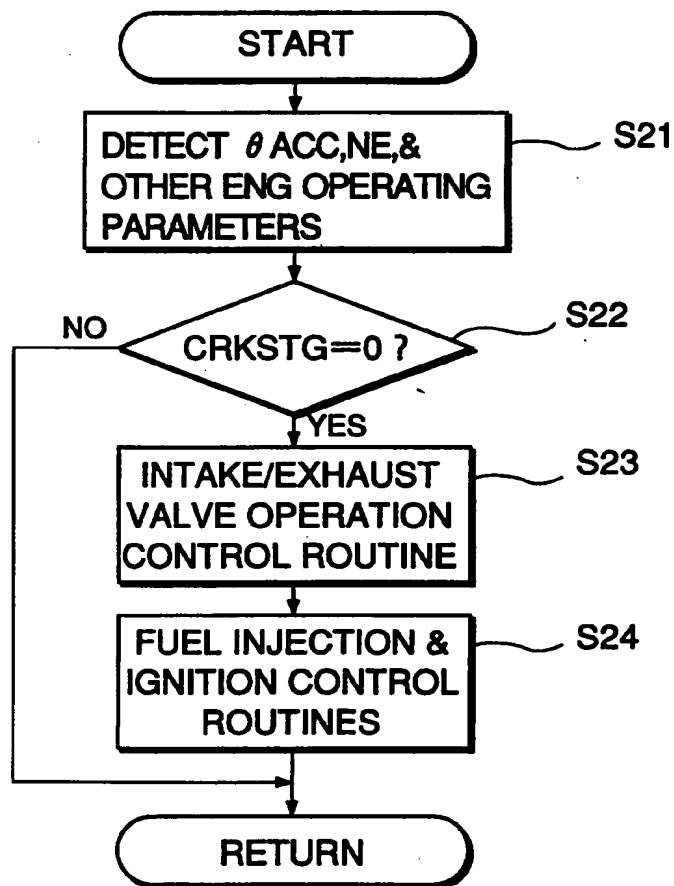 START
DETECT θ ACC,NE,&
OTHER ENG OPERATING
PARAMETERS
S21
NO
CRKSTG=0 ?
S22
YES
INTAKE/EXHAUST
VALVE OPERATION
CONTROL ROUTINE
S23
FUEL INJECTION &
IGNITION CONTROL
ROUTINES
S24
RETURN